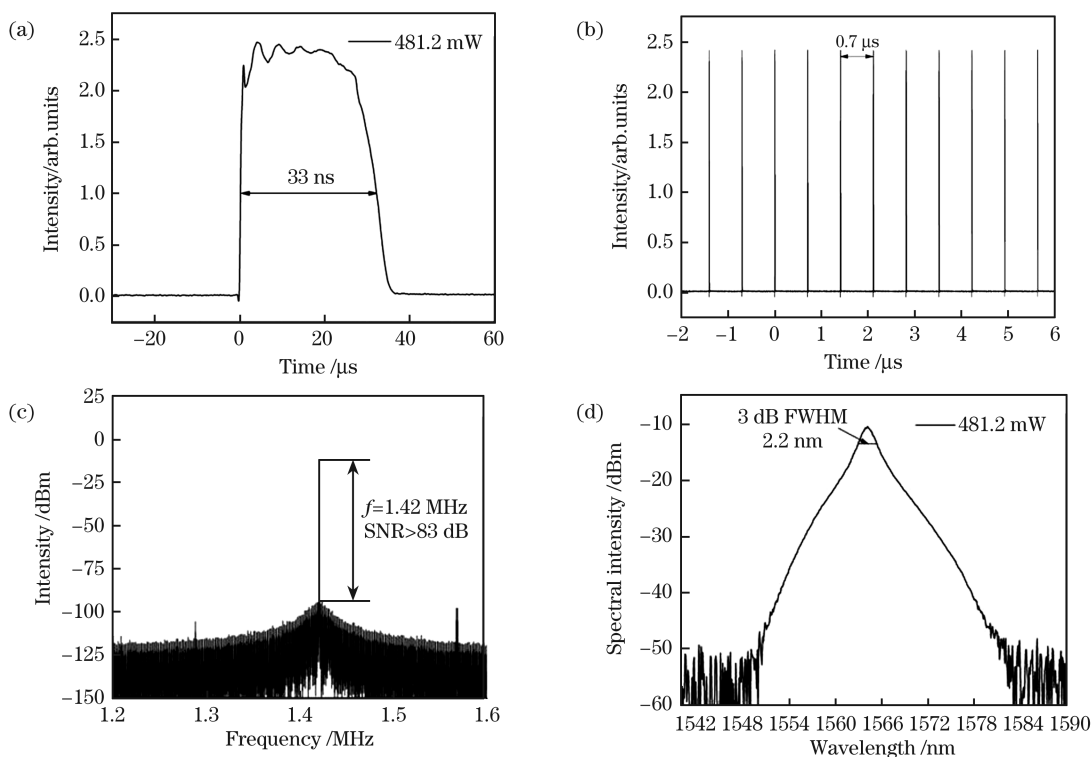 (a)
481.2 mW
33 ns
Intensity/arb.units
2.5
2.0
1.5
1.0
0.5
0.0
−20
0
20
40
60
Time /μs
(b)
0.7 μs
Intensity/arb.units
2.5
2.0
1.5
1.0
0.5
0.0
−2
−1
0
1
2
3
4
5
6
Time /μs
(c)
f=1.42 MHz
SNR>83 dB
Intensity /dBm
25
0
−25
−50
−75
−100
−125
−150
1.2
1.3
1.4
1.5
1.6
Frequency /MHz
(d)
3 dB FWHM
2.2 nm
481.2 mW
Spectral intensity /dBm
−10
−20
−30
−40
−50
−60
1542
1548
1554
1560
1566
1572
1578
1584
1590
Wavelength /nm